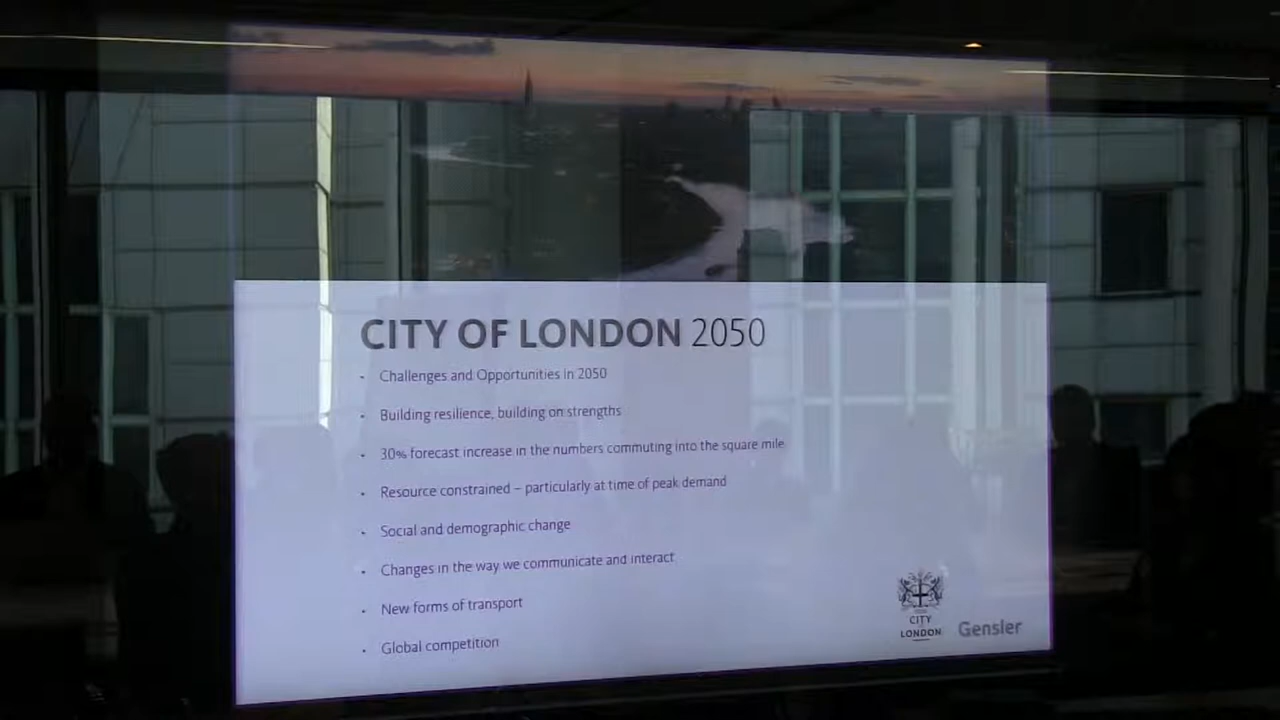 CITY OF LONDON 2050
• Challenges and Opportunities in 2050
• Building resilience, building on strengths
• 30% forecast increase in the numbers commuting into the square mile
• Resource constrained – particularly at time of peak demand
• Social and demographic change
• Changes in the way we communicate and interact
• New forms of transport
• Global competition
CITY
LONDON
Gensler